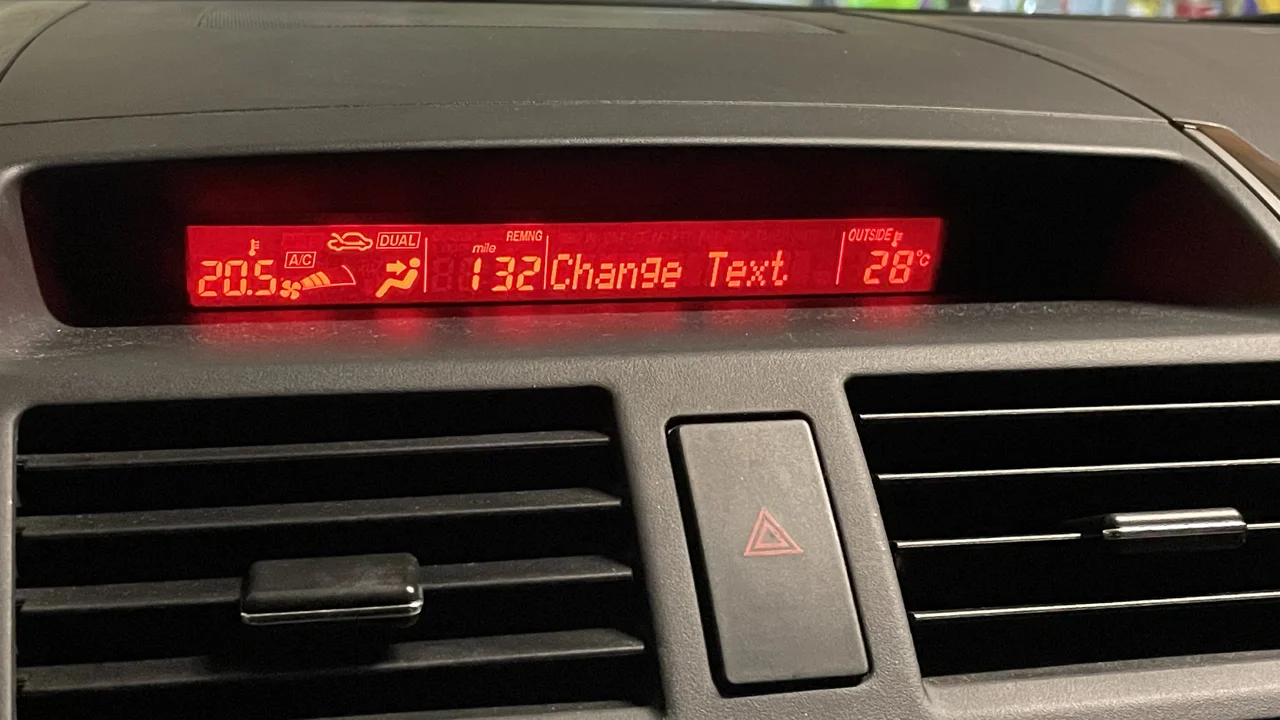 DUAL REMNG OUTSIDE
A/C mile
20.5 132 Change Text 28°C